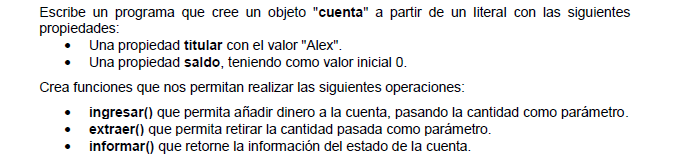 Escribe un programa que cree un objeto "cuenta" a partir de un literal con las siguientes
propiedades:
• Una propiedad titular con el valor "Alex".
• Una propiedad saldo, teniendo como valor inicial 0.
Crea funciones que nos permitan realizar las siguientes operaciones:
• ingresar() que permita añadir dinero a la cuenta, pasando la cantidad como parámetro.
• extraer() que permita retirar la cantidad pasada como parámetro.
• informar() que retorne la información del estado de la cuenta.